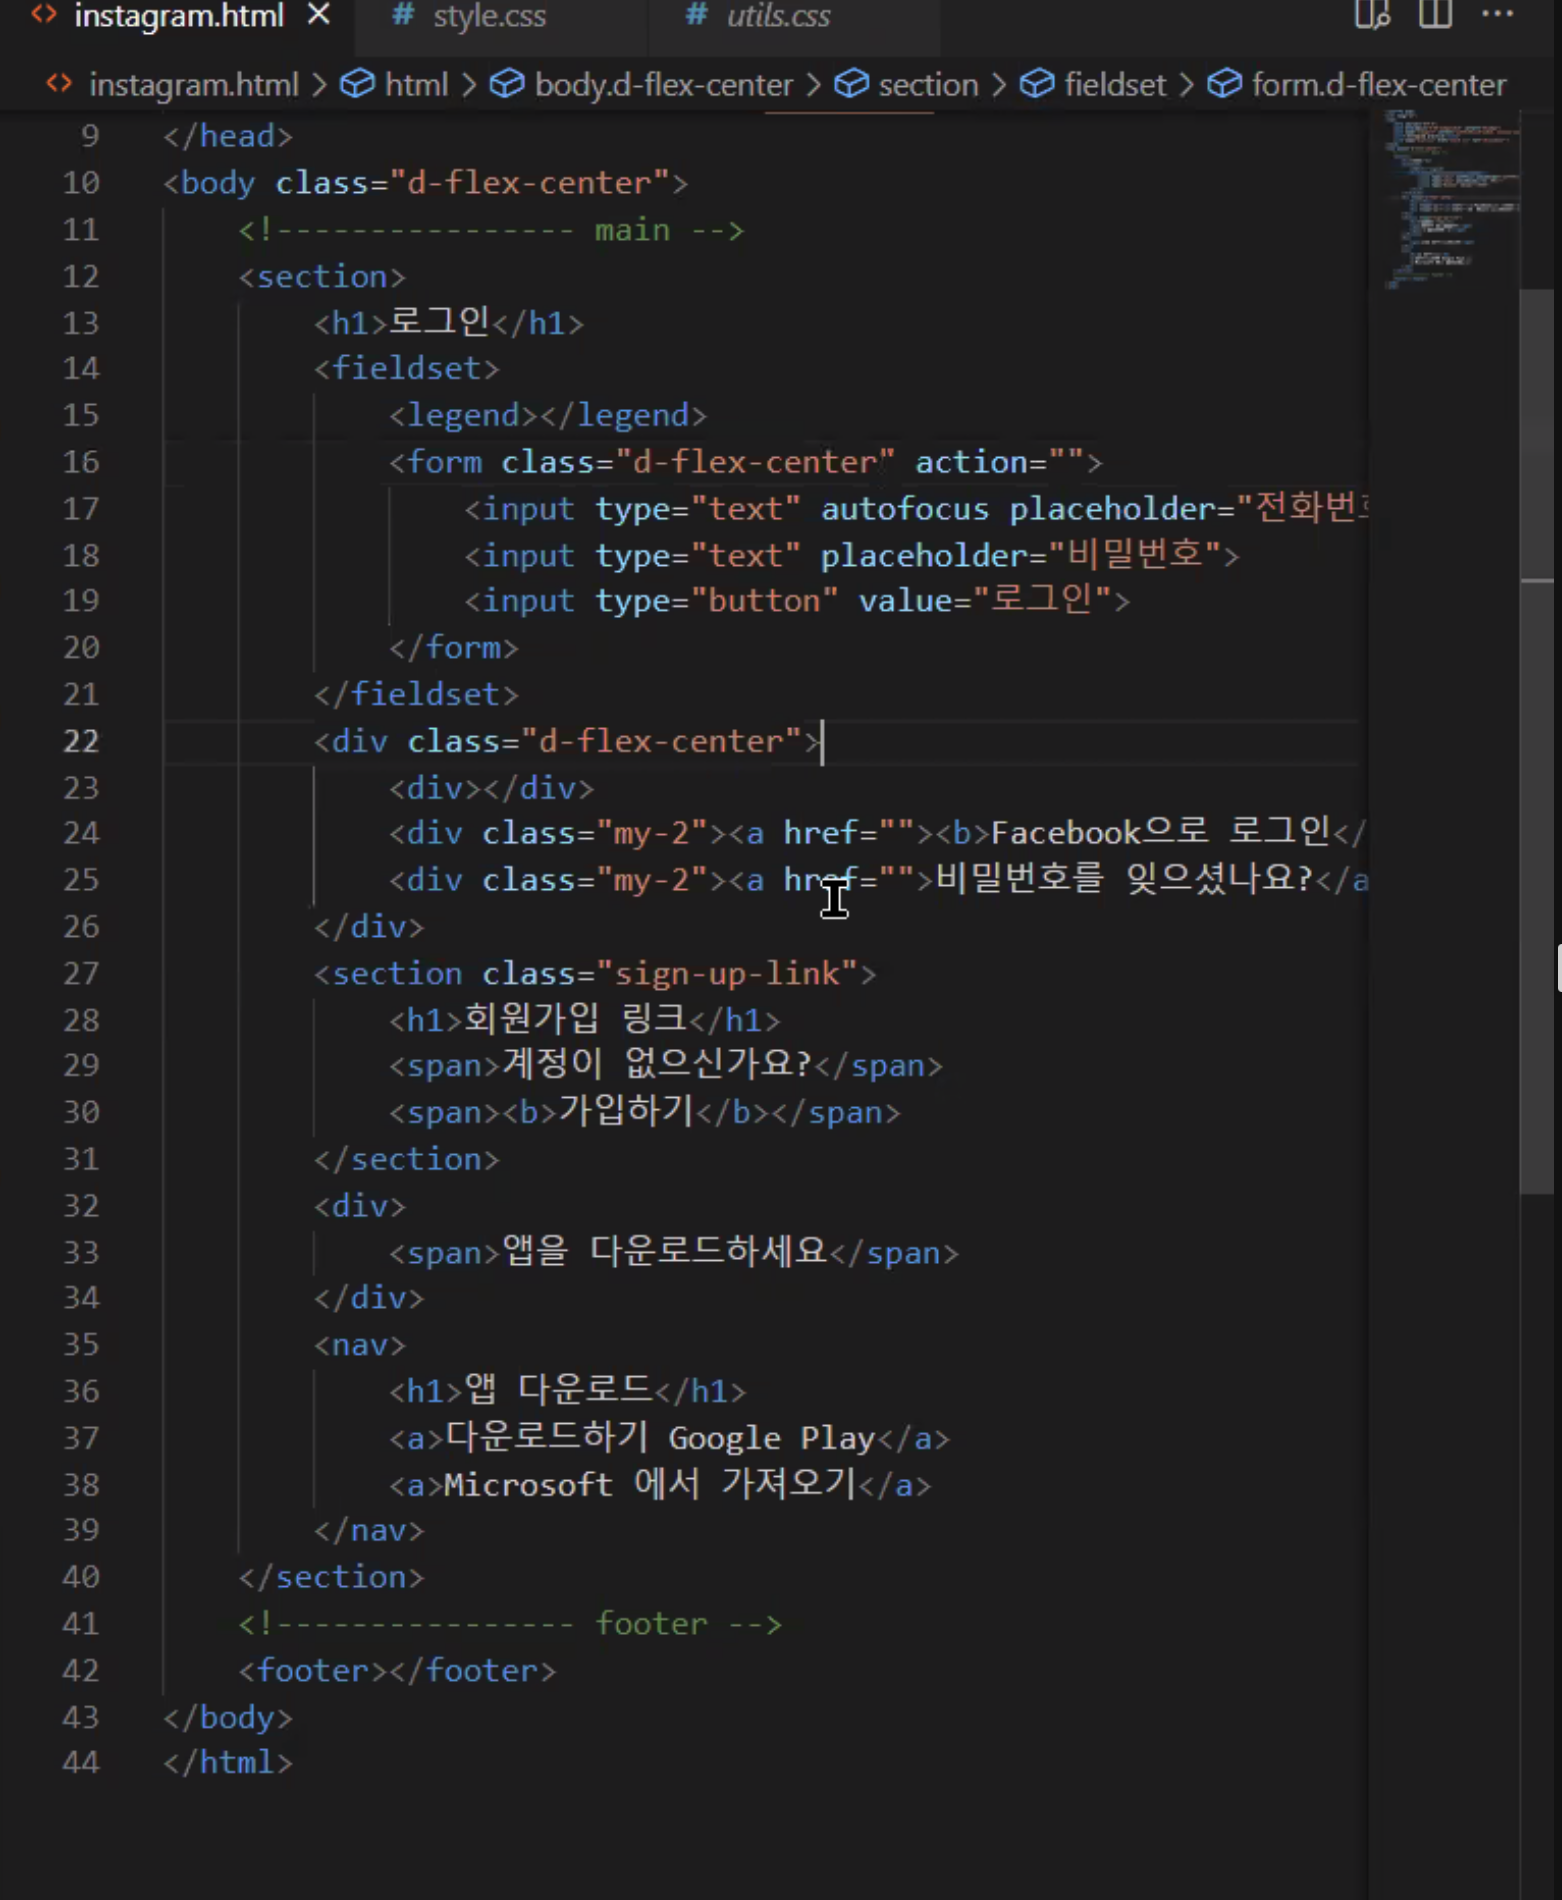 instagram.html
style.css
utils.css
instagram.html > html > body.d-flex-center > section > fieldset > form.d-flex-center
9 </head>
10 <body class="d-flex-center">
11 <!---------------- main -->
12 <section>
13 <h1>로그인</h1>
14 <fieldset>
15 <legend></legend>
16 <form class="d-flex-center" action="">
17 <input type="text" autofocus placeholder="전화번호
18 <input type="text" placeholder="비밀번호">
19 <input type="button" value="로그인">
20 </form>
21 </fieldset>
22 <div class="d-flex-center">
23 <div></div>
24 <div class="my-2"><a href=""><b>Facebook으로 로그인</
25 <div class="my-2"><a href="">비밀번호를 잊으셨나요?</a
26 </div>
27 <section class="sign-up-link">
28 <h1>회원가입 링크</h1>
29 <span>계정이 없으신가요?</span>
30 <span><b>가입하기</b></span>
31 </section>
32 <div>
33 <span>앱을 다운로드하세요</span>
34 </div>
35 <nav>
36 <h1>앱 다운로드</h1>
37 <a>다운로드하기 Google Play</a>
38 <a>Microsoft 에서 가져오기</a>
39 </nav>
40 </section>
41 <!---------------- footer -->
42 <footer></footer>
43 </body>
44 </html>